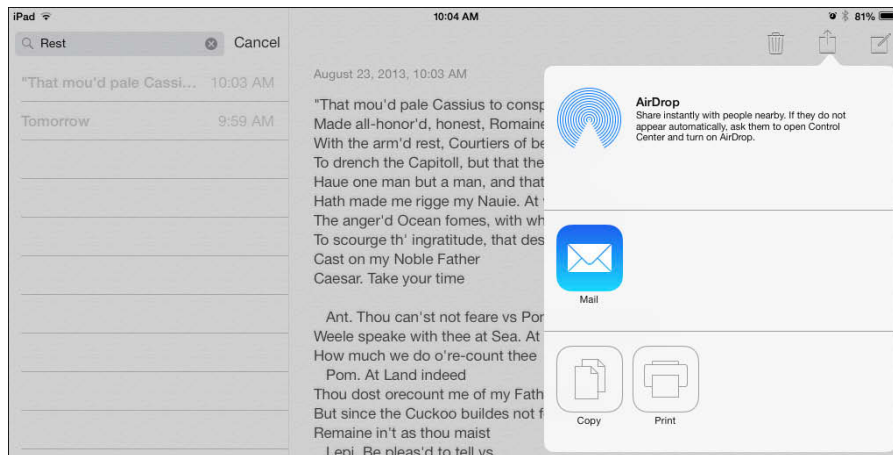 iPad 10:04 AM 81%
Rest Cancel
"That mou'd pale Cassi... 10:03 AM
Tomorrow 9:59 AM
August 23, 2013, 10:03 AM
"That mou'd pale Cassius to consp
Made all-honor'd, honest, Romaine
With the arm'd rest, Courtiers of be
To drench the Capitoll, but that the
Haue one man but a man, and that
Hath made me rigge my Nauie. At
The anger'd Ocean fomes, with wh
To scourge th' ingratitude, that des
Cast on my Noble Father
Caesar. Take your time
Ant. Thou can'st not feare vs Por
Weele speake with thee at Sea. At
How much we do o're-count thee
Pom. At Land indeed
Thou dost orecount me of my Fath
But since the Cuckoo buildes not f
Remaine in't as thou maist
Lepi. Be pleas'd to tell vs
AirDrop
Share instantly with people nearby. If they do not
appear automatically, ask them to open Control
Center and turn on AirDrop.
Mail
Copy Print